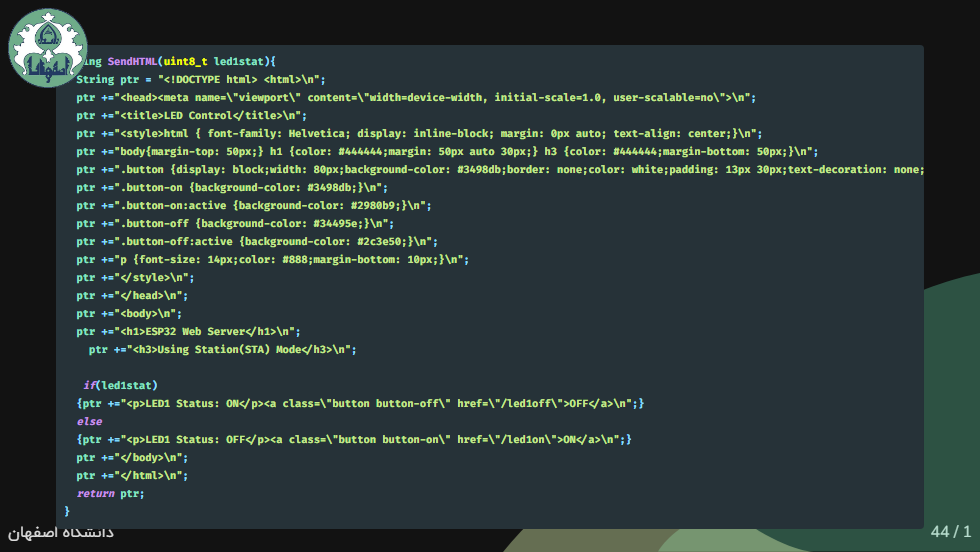 ing SendHTML(uint8_t led1stat){
String ptr = "<!DOCTYPE html> <html>\n";
ptr +="<head><meta name=\"viewport\" content=\"width=device-width, initial-scale=1.0, user-scalable=no\">\n";
ptr +="<title>LED Control</title>\n";
ptr +="<style>html { font-family: Helvetica; display: inline-block; margin: 0px auto; text-align: center;}\n";
ptr +="body{margin-top: 50px;} h1 {color: #444444;margin: 50px auto 30px;} h3 {color: #444444;margin-bottom: 50px;}\n";
ptr +=".button {display: block;width: 80px;background-color: #3498db;border: none;color: white;padding: 13px 30px;text-decoration: none;
ptr +=".button-on {background-color: #3498db;}\n";
ptr +=".button-on:active {background-color: #2980b9;}\n";
ptr +=".button-off {background-color: #34495e;}\n";
ptr +=".button-off:active {background-color: #2c3e50;}\n";
ptr +="p {font-size: 14px;color: #888;margin-bottom: 10px;}\n";
ptr +="</style>\n";
ptr +="</head>\n";
ptr +="<body>\n";
ptr +="<h1>ESP32 Web Server</h1>\n";
ptr +="<h3>Using Station(STA) Mode</h3>\n";
if(led1stat)
{ptr +="<p>LED1 Status: ON</p><a class=\"button button-off\" href=\"/led1off\">OFF</a>\n";}
else
{ptr +="<p>LED1 Status: OFF</p><a class=\"button button-on\" href=\"/led1on\">ON</a>\n";}
ptr +="</body>\n";
ptr +="</html>\n";
return ptr;
}
دانشگاه اصفهان
44 / 1